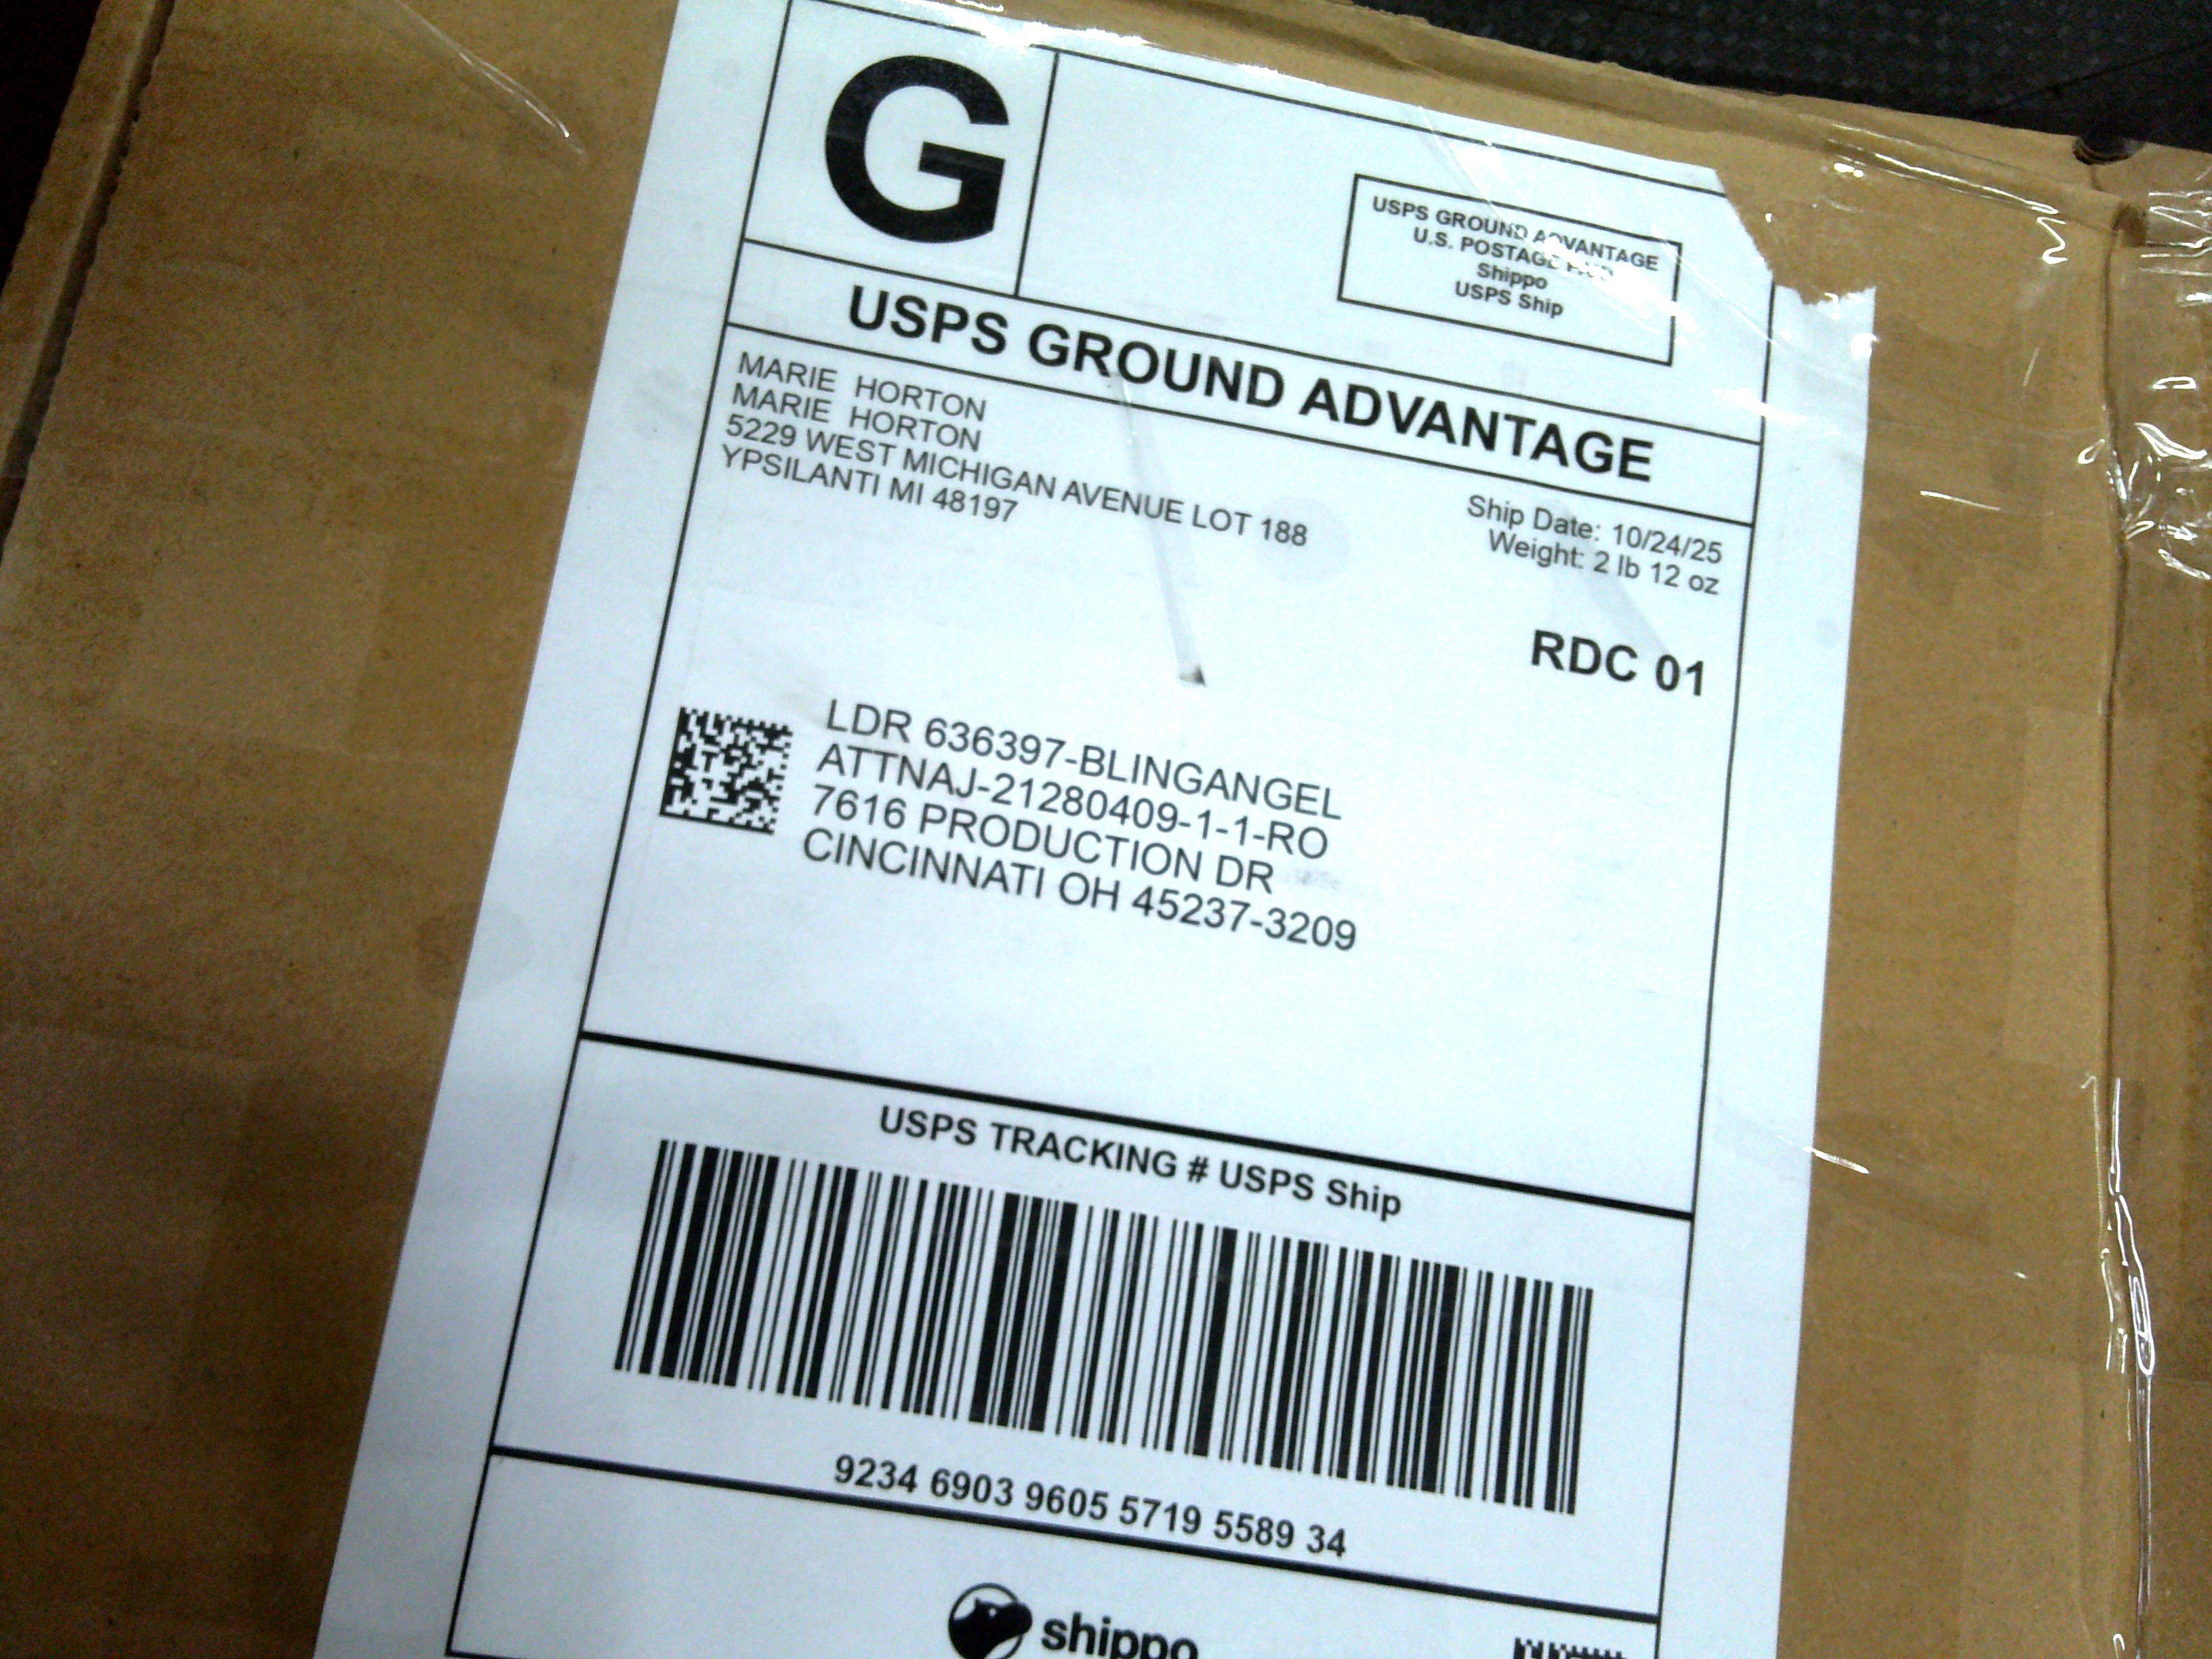 G
USPS GROUND ADVANTAGE
U.S. POSTAGE PAID
Shippo
USPS Ship
USPS GROUND ADVANTAGE
MARIE HORTON
MARIE HORTON
5229 WEST MICHIGAN AVENUE LOT 188
YPSILANTI MI 48197
Ship Date: 10/24/25
Weight: 2 lb 12 oz
RDC 01
LDR 636397-BLINGANGEL
ATTNAJ-21280409-1-1-RO
7616 PRODUCTION DR
CINCINNATI OH 45237-3209
USPS TRACKING # USPS Ship
9234 6903 9605 5719 5589 34
shippo